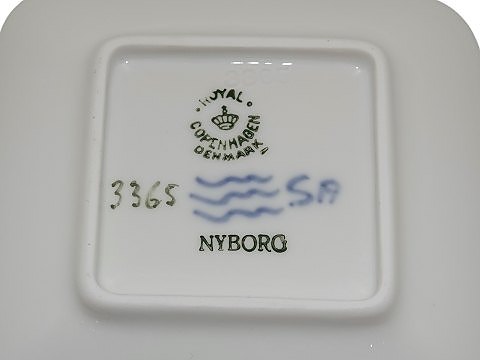 ROYAL
COPENHAGEN
DENMARK
3365 SA
NYBORG